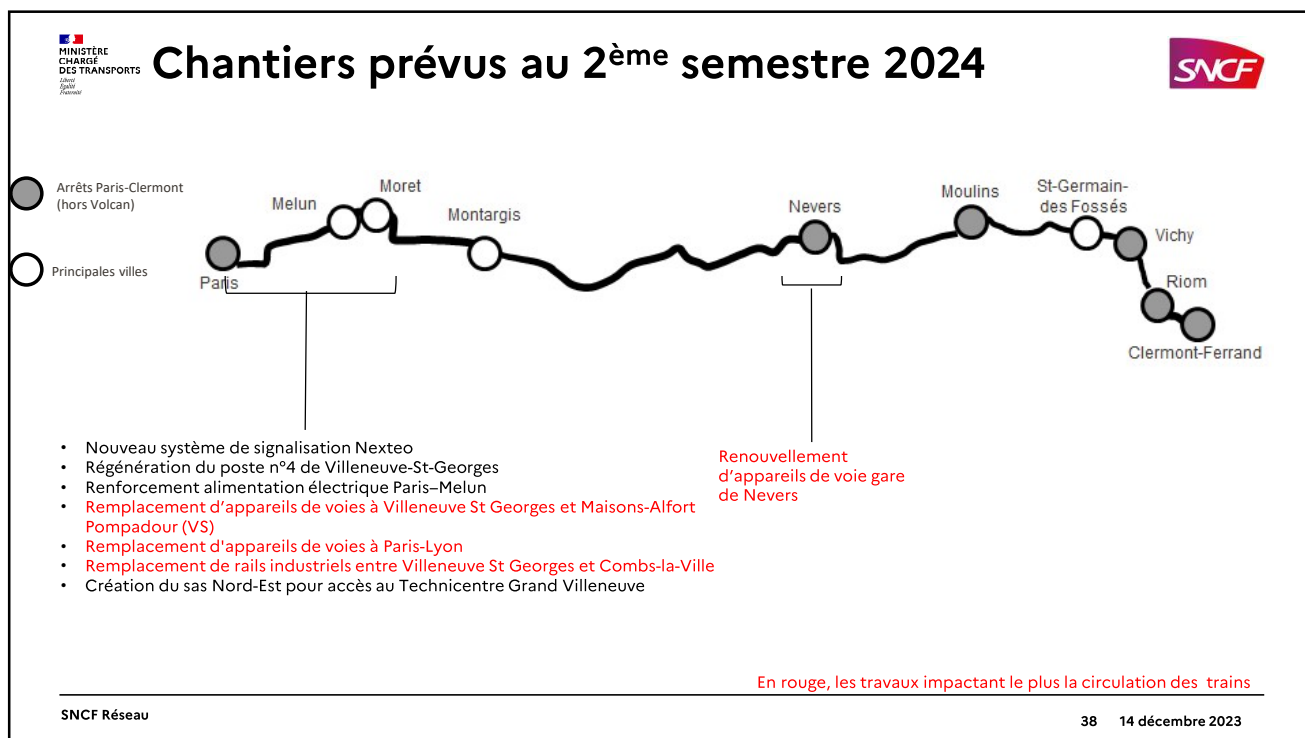 MINISTÈRE
CHARGÉ
DES TRANSPORTS
Liberté
Égalité
Fraternité
Chantiers prévus au 2ème semestre 2024
SNCF
Arrêts Paris-Clermont
(hors Volcan)
Principales villes
Paris
Melun
Moret
Montargis
Nevers
Moulins
St-Germain-
des Fossés
Vichy
Riom
Clermont-Ferrand
• Nouveau système de signalisation Nexteo
• Régénération du poste n°4 de Villeneuve-St-Georges
• Renforcement alimentation électrique Paris–Melun
• Remplacement d’appareils de voies à Villeneuve St Georges et Maisons-Alfort
Pompadour (VS)
• Remplacement d'appareils de voies à Paris-Lyon
• Remplacement de rails industriels entre Villeneuve St Georges et Combs-la-Ville
• Création du sas Nord-Est pour accès au Technicentre Grand Villeneuve
Renouvellement
d’appareils de voie gare
de Nevers
En rouge, les travaux impactant le plus la circulation des trains
SNCF Réseau
38 14 décembre 2023